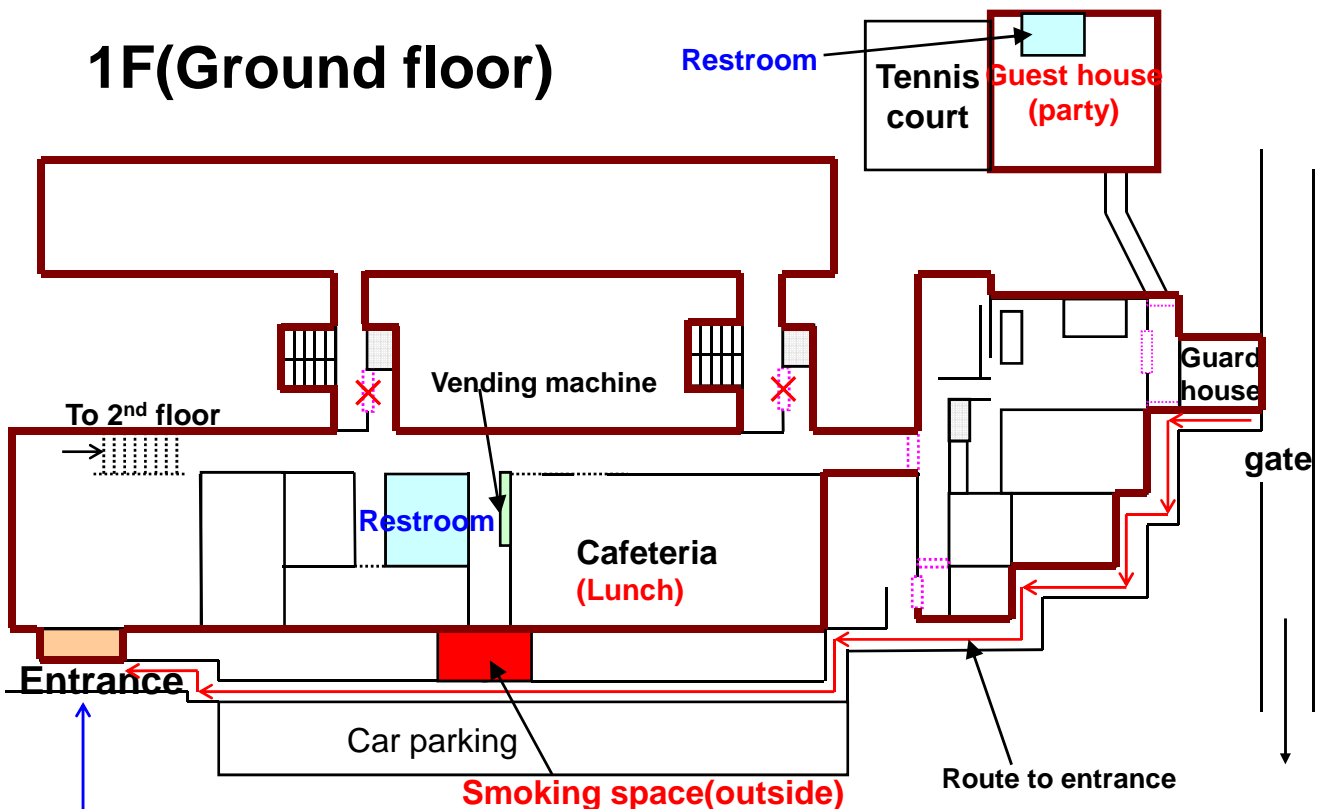 1F(Ground floor)
Restroom
Tennis
court
Guest house
(party)
Guard
house
Vending machine
To 2nd floor
gate
Restroom
Cafeteria
(Lunch)
Entrance
Car parking
Route to entrance
Smoking space(outside)